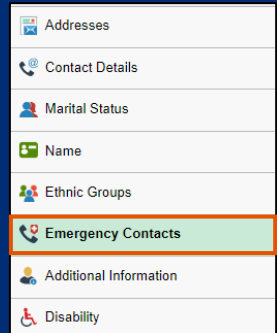 Addresses
Contact Details
Marital Status
Name
Ethnic Groups
Emergency Contacts
Additional Information
Disability